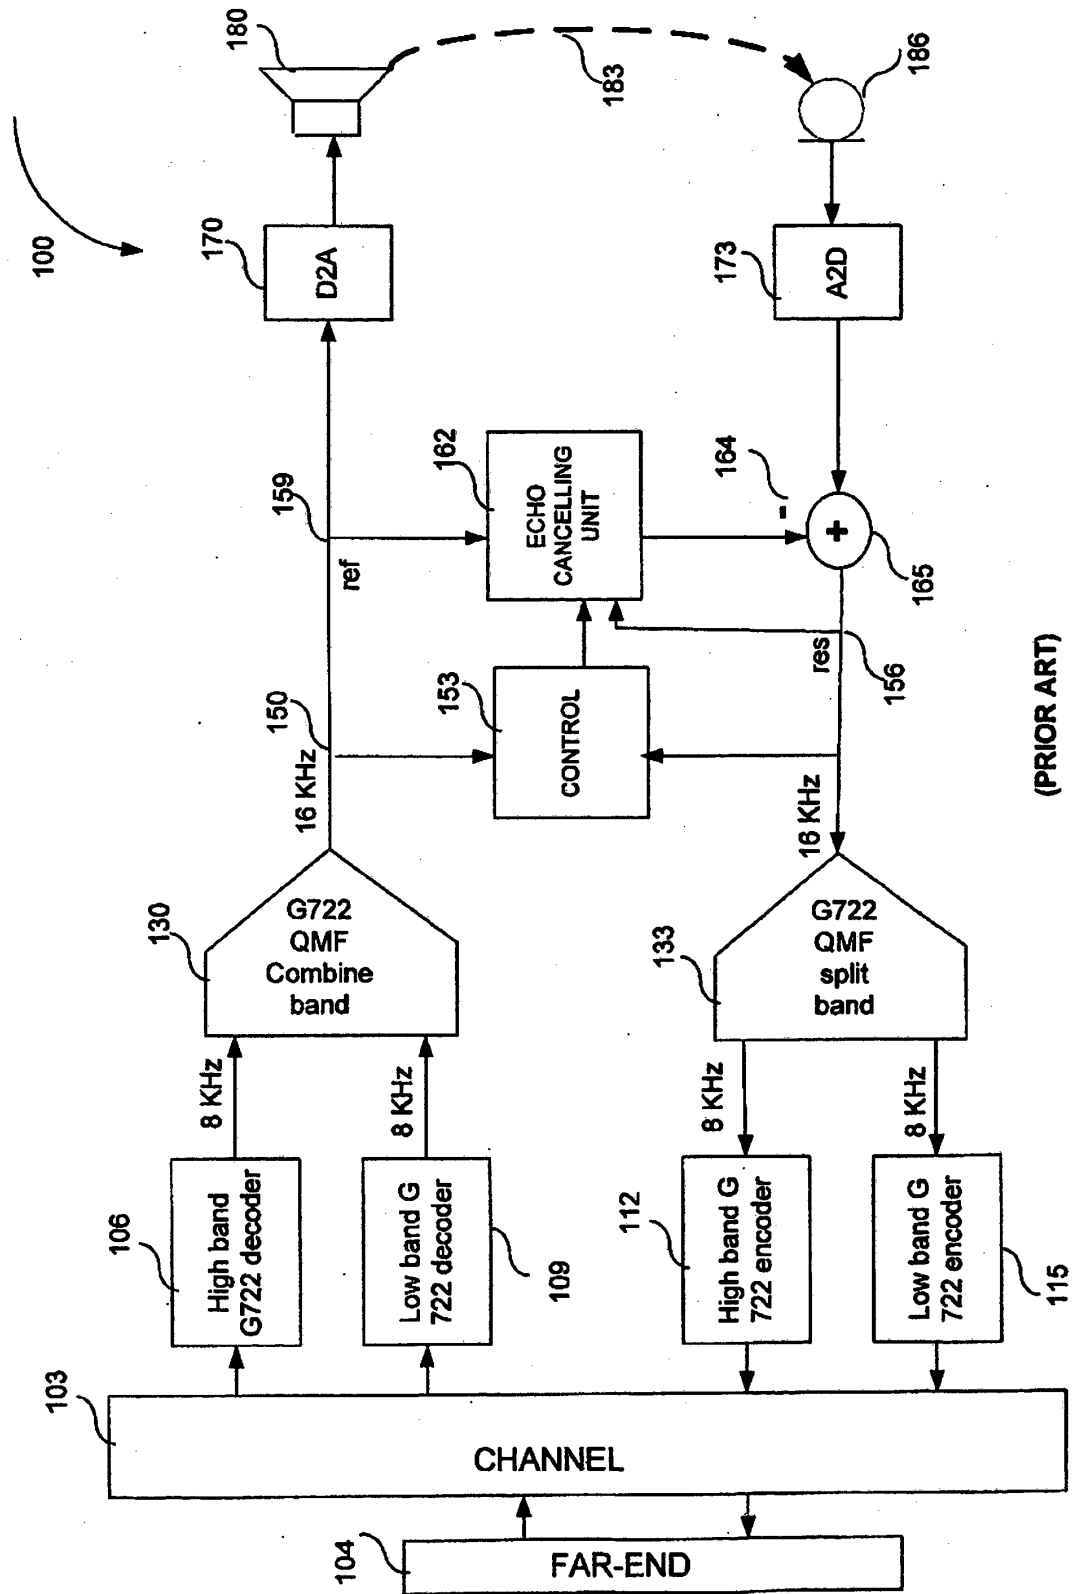 100
104
FAR-END
103
CHANNEL
106
High band
G722 decoder
8 KHz
109
Low band G
722 decoder
8 KHz
130
G722
QMF
Combine
band
16 KHz
150
159
ref
170
D2A
180
183
186
153
CONTROL
162
ECHO
CANCELLING
UNIT
164
-
+
165
173
A2D
res
156
16 KHz
133
G722
QMF
split
band
8 KHz
8 KHz
112
High band G
722 encoder
115
Low band G
722 encoder
(PRIOR ART)